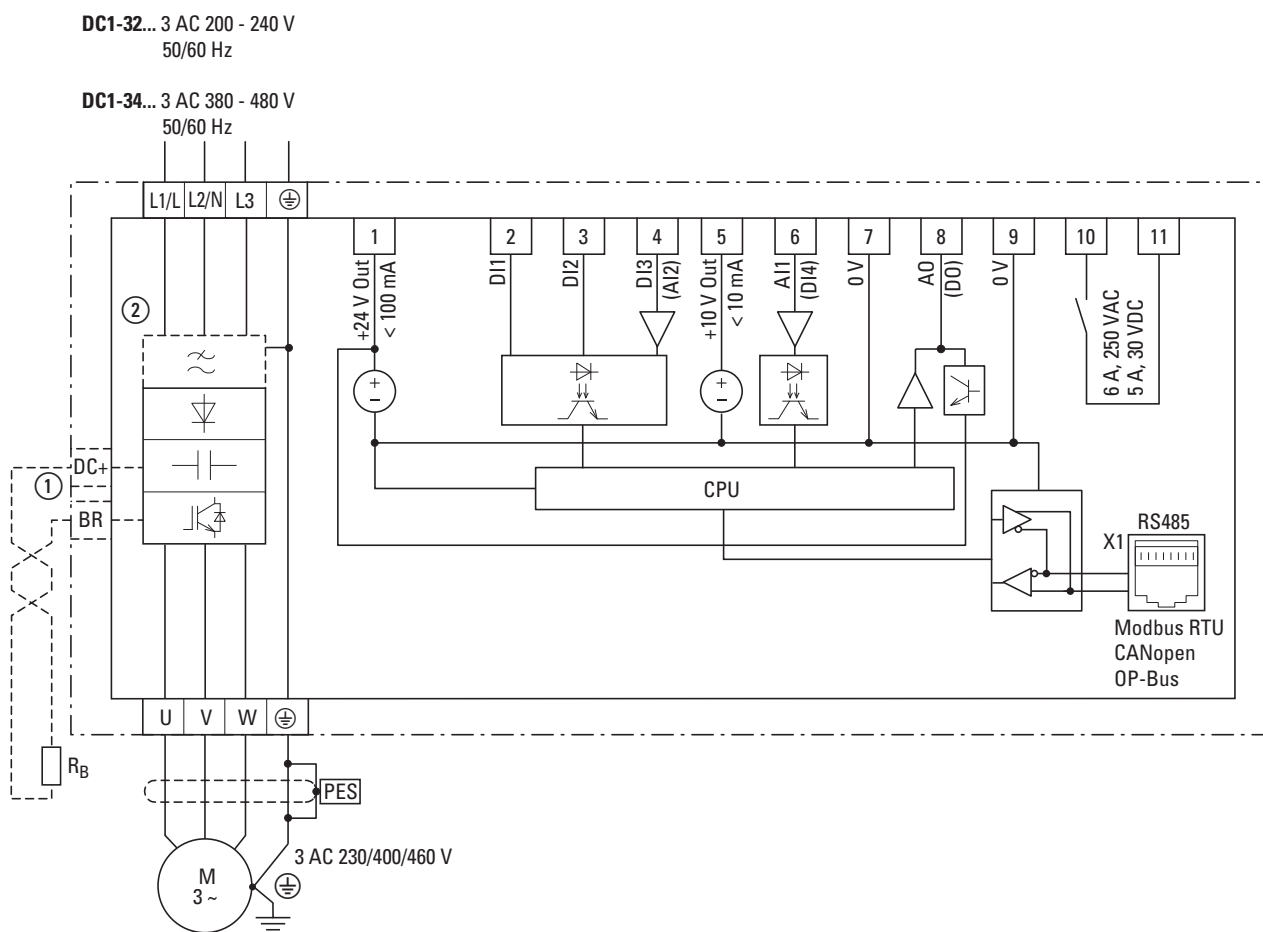 DC1-32... 3 AC 200 - 240 V
50/60 Hz
DC1-34... 3 AC 380 - 480 V
50/60 Hz
L1/L L2/N L3
1 2 3 4 5 6 7 8 9 10 11
+24 V Out
< 100 mA
DI1
DI2
DI3
(AI2)
+10 V Out
< 10 mA
AI1
(DI4)
0 V
AO
(DO)
0 V
6 A, 250 VAC
5 A, 30 VDC
2
+
–
+
–
DC+
1
CPU
BR
RS485
X1
Modbus RTU
CANopen
OP-Bus
U V W
RB
PES
3 AC 230/400/460 V
M
3 ~